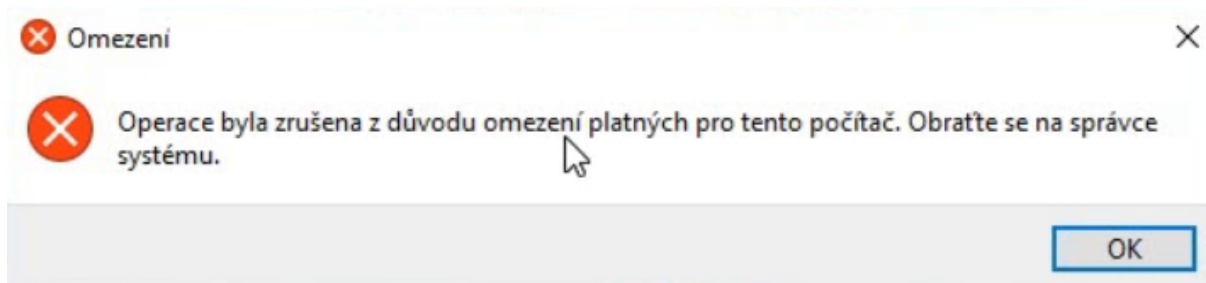 Omezení
Operace byla zrušena z důvodu omezení platných pro tento počítač. Obraťte se na správce
systému.
OK